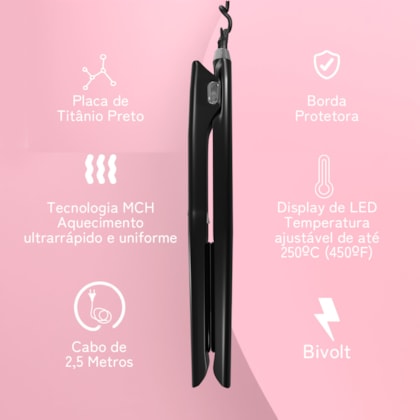 Placa de
Titânio Preto
Borda
Protetora
Tecnologia MCH
Aquecimento
ultrarrápido e uniforme
Display de LED
Temperatura
ajustável de até
250ºC (450ºF)
Cabo de
2,5 Metros
Bivolt